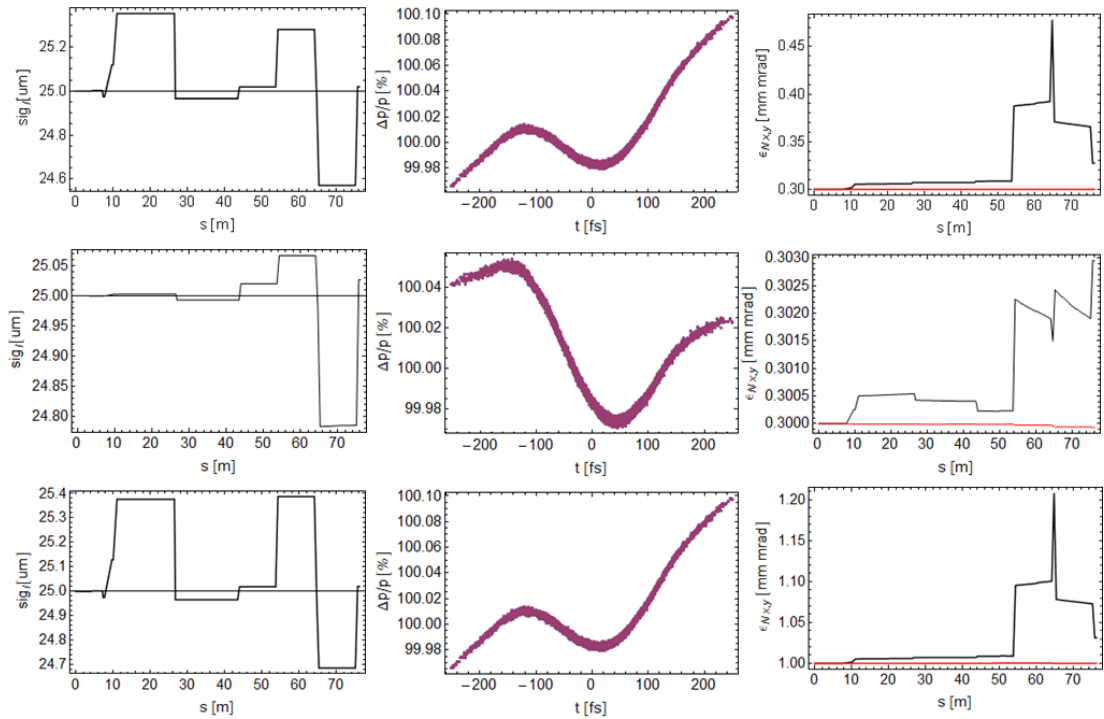 sig_l [um]
25.2
25.0
24.8
24.6
0 10 20 30 40 50 60 70
s [m]
Δp/p [%]
100.10
100.08
100.06
100.04
100.02
100.00
99.98
−200 −100 0 100 200
t [fs]
ϵ_N x,y [mm mrad]
0.45
0.40
0.35
0.30
0 10 20 30 40 50 60 70
s [m]
sig_l [um]
25.05
25.00
24.95
24.90
24.85
24.80
0 10 20 30 40 50 60 70
s [m]
Δp/p [%]
100.04
100.02
100.00
99.98
−200 −100 0 100 200
t [fs]
ϵ_N x,y [mm mrad]
0.3030
0.3025
0.3020
0.3015
0.3010
0.3005
0.3000
0 10 20 30 40 50 60 70
s [m]
sig_l [um]
25.4
25.3
25.2
25.1
25.0
24.9
24.8
24.7
0 10 20 30 40 50 60 70
s [m]
Δp/p [%]
100.10
100.08
100.06
100.04
100.02
100.00
99.98
−200 −100 0 100 200
t [fs]
ϵ_N x,y [mm mrad]
1.20
1.15
1.10
1.05
1.00
0 10 20 30 40 50 60 70
s [m]